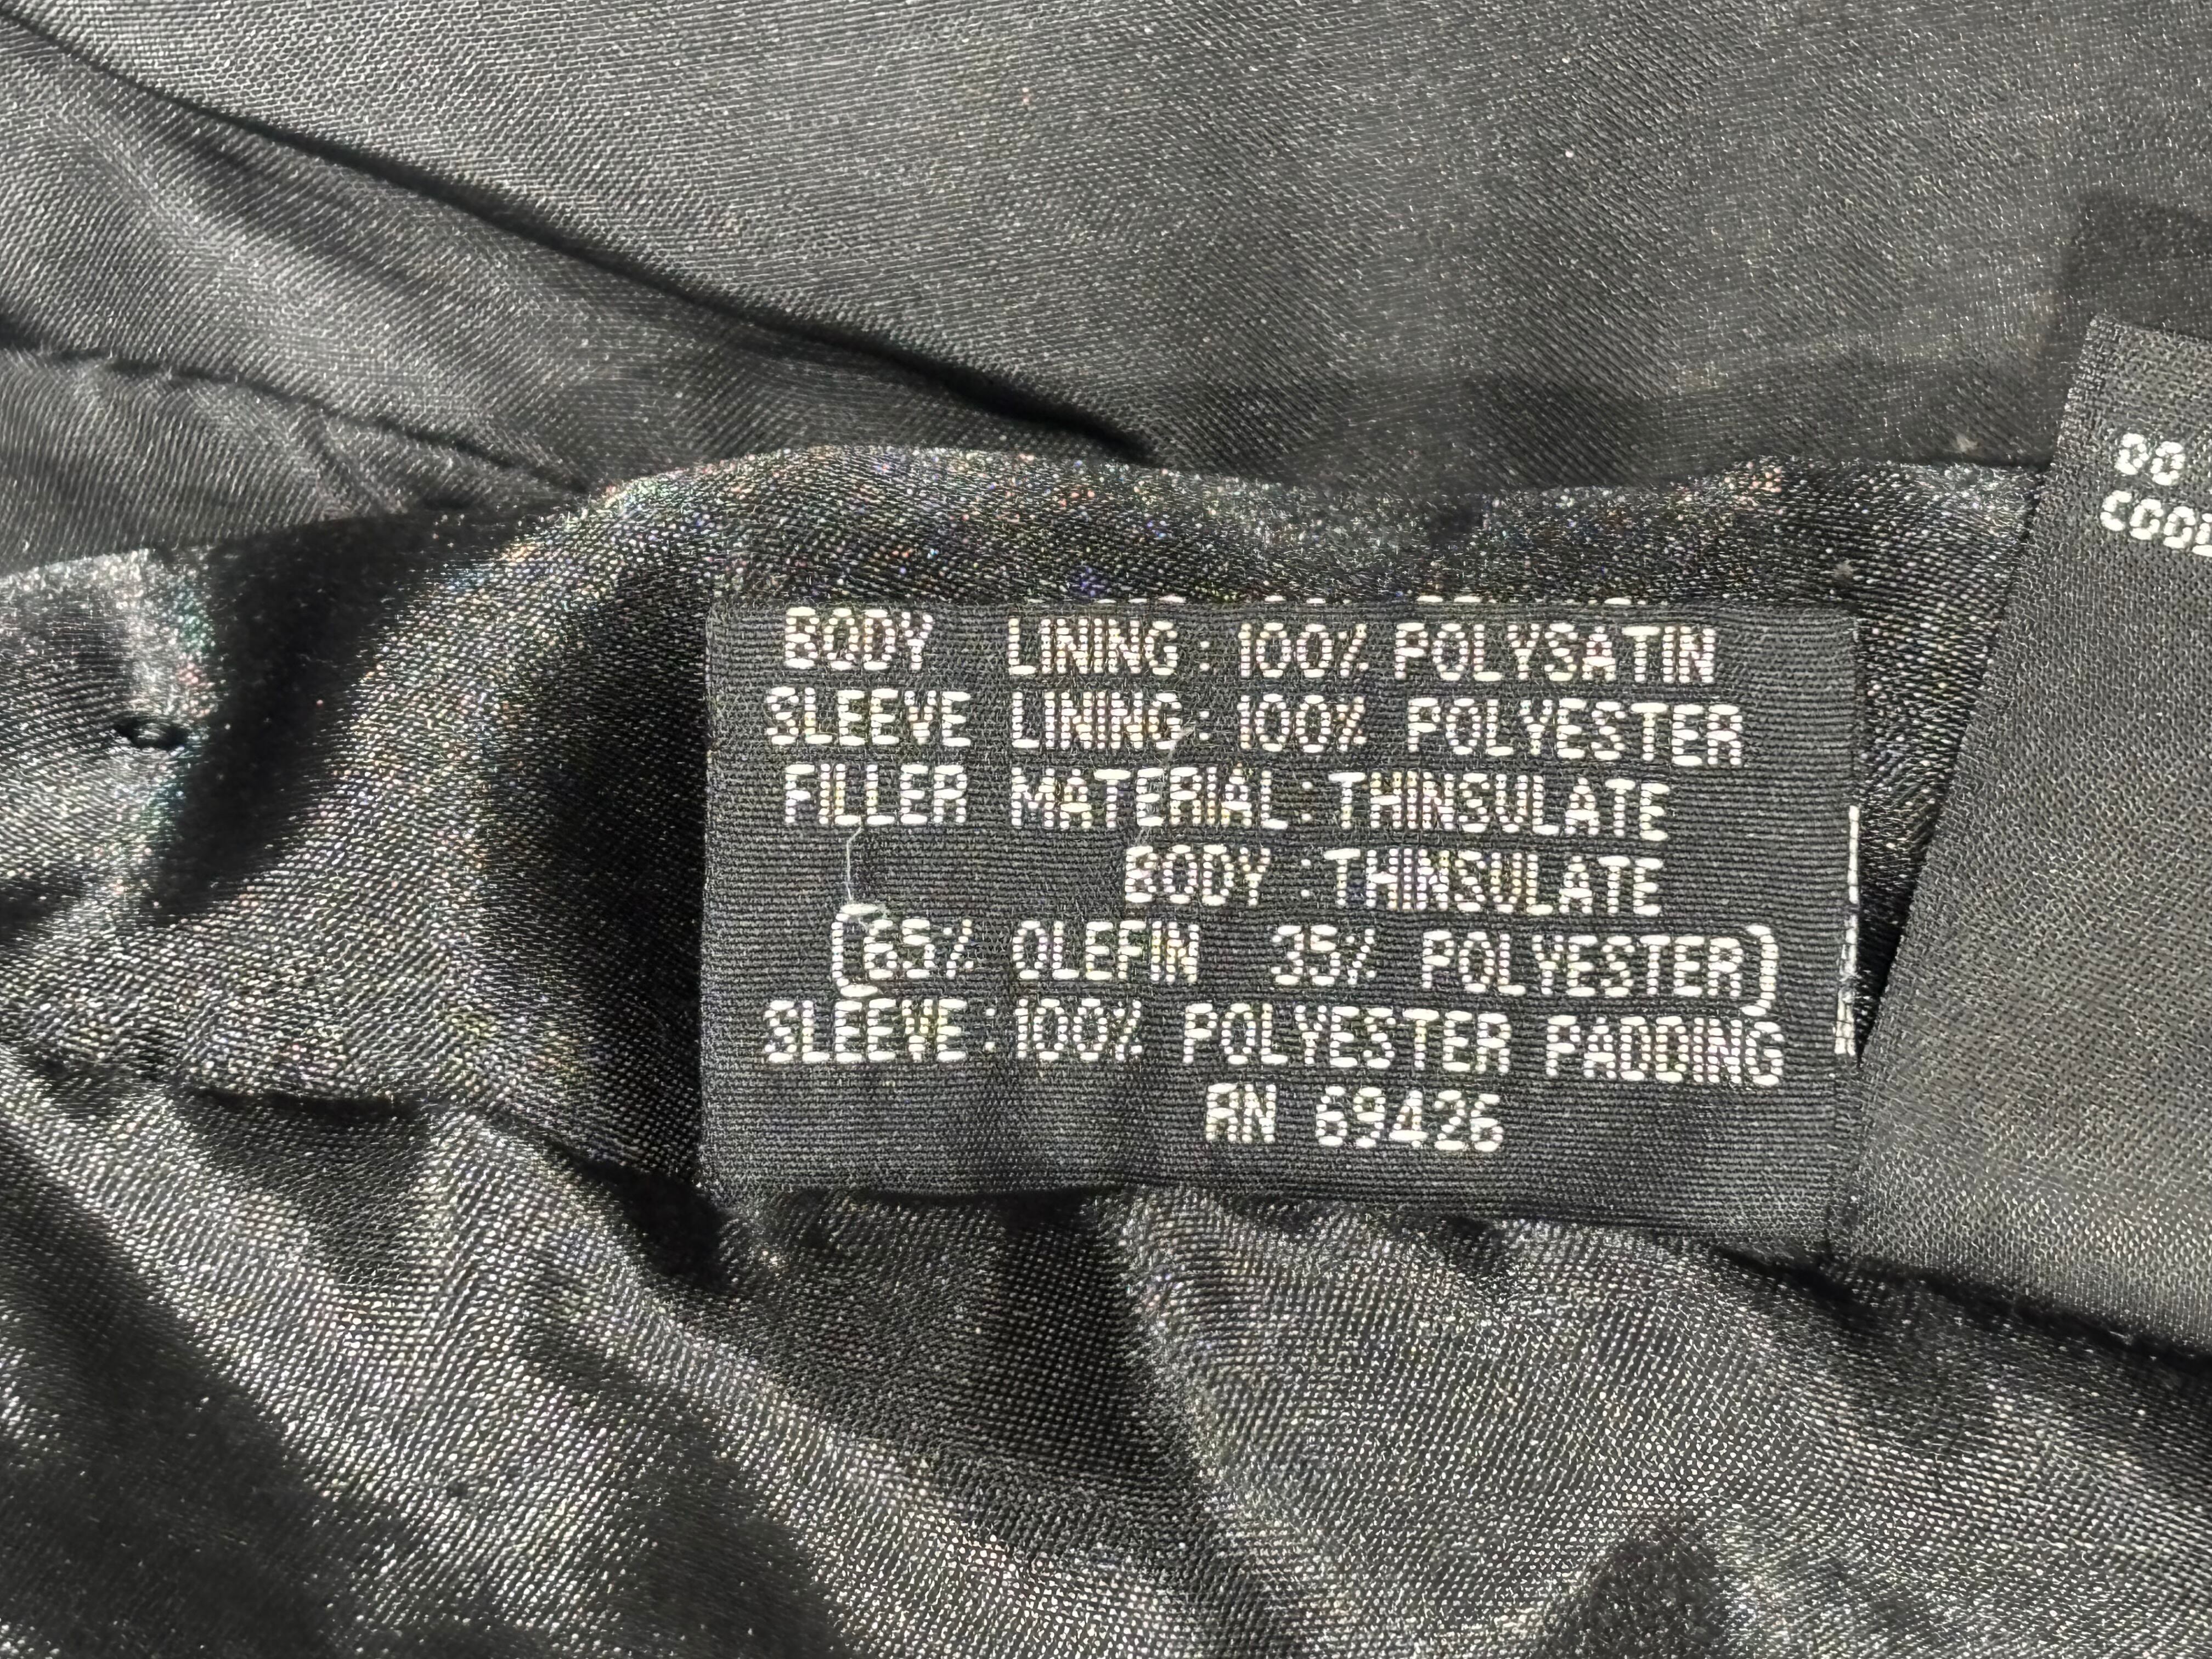 BODY LINING: 100% POLYSATIN
SLEEVE LINING: 100% POLYESTER
FILLER MATERIAL: THINSULATE
BODY: THINSULATE
(65% OLEFIN 35% POLYESTER)
SLEEVE: 100% POLYESTER PADDING
RN 69426
DO